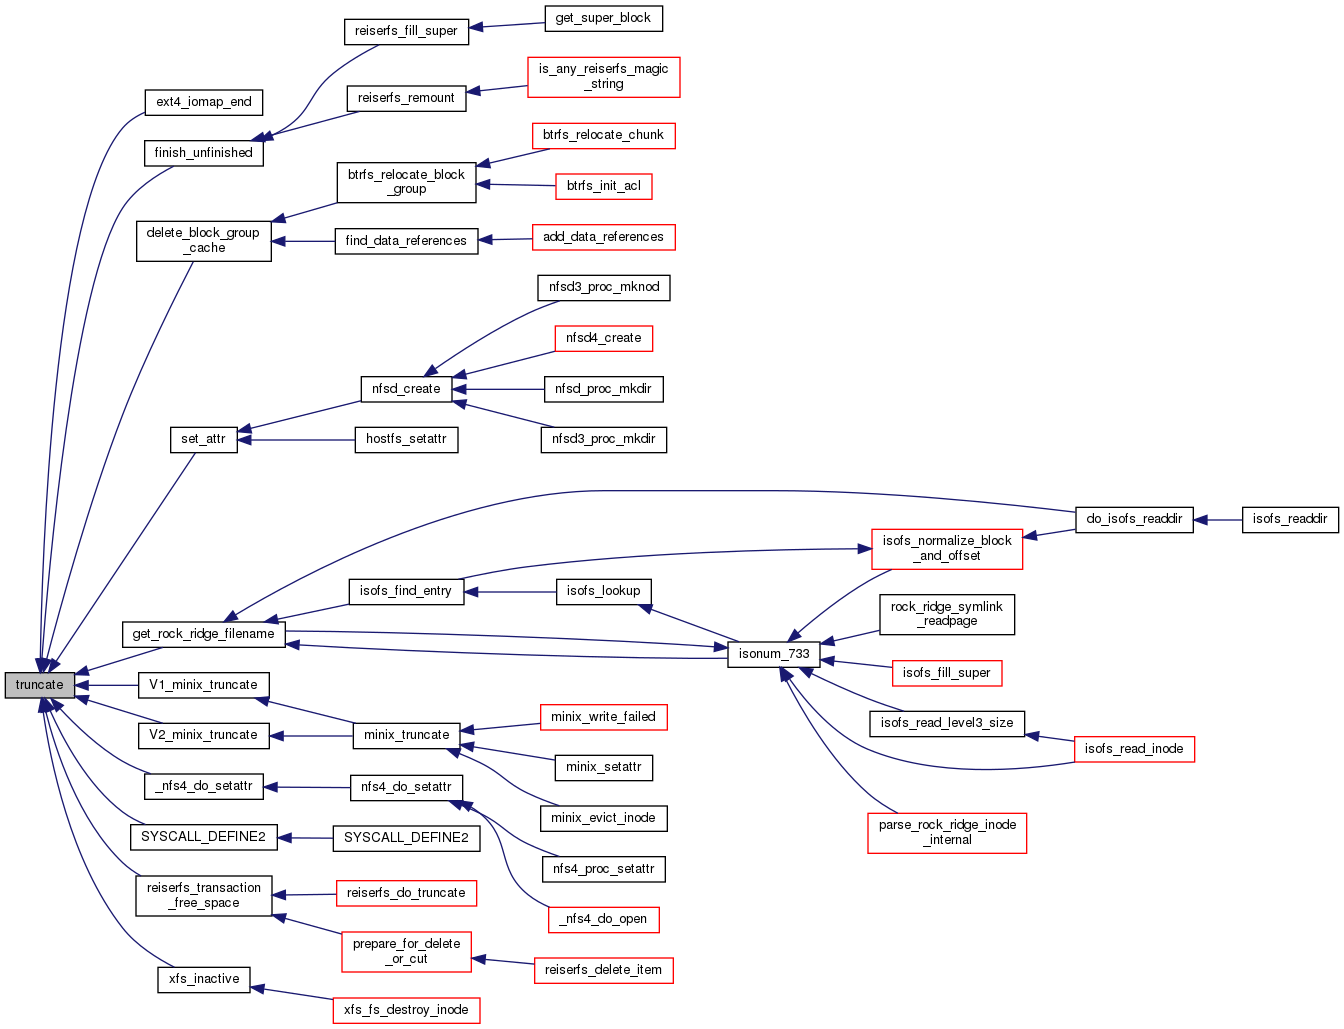 get_super_block
reiserfs_fill_super
is_any_reiserfs_magic
_string
reiserfs_remount
ext4_iomap_end
finish_unfinished
btrfs_relocate_chunk
btrfs_relocate_block
_group
btrfs_init_acl
delete_block_group
_cache
find_data_references
add_data_references
nfsd3_proc_mknod
nfsd4_create
nfsd_create
nfsd_proc_mkdir
set_attr
hostfs_setattr
nfsd3_proc_mkdir
do_isofs_readdir
isofs_readdir
isofs_normalize_block
_and_offset
isofs_find_entry
isofs_lookup
rock_ridge_symlink
_readpage
get_rock_ridge_filename
isonum_733
isofs_fill_super
truncate
V1_minix_truncate
isofs_read_level3_size
minix_write_failed
V2_minix_truncate
minix_truncate
isofs_read_inode
minix_setattr
_nfs4_do_setattr
nfs4_do_setattr
minix_evict_inode
parse_rock_ridge_inode
_internal
SYSCALL_DEFINE2
SYSCALL_DEFINE2
nfs4_proc_setattr
reiserfs_transaction
_free_space
reiserfs_do_truncate
_nfs4_do_open
prepare_for_delete
_or_cut
reiserfs_delete_item
xfs_inactive
xfs_fs_destroy_inode